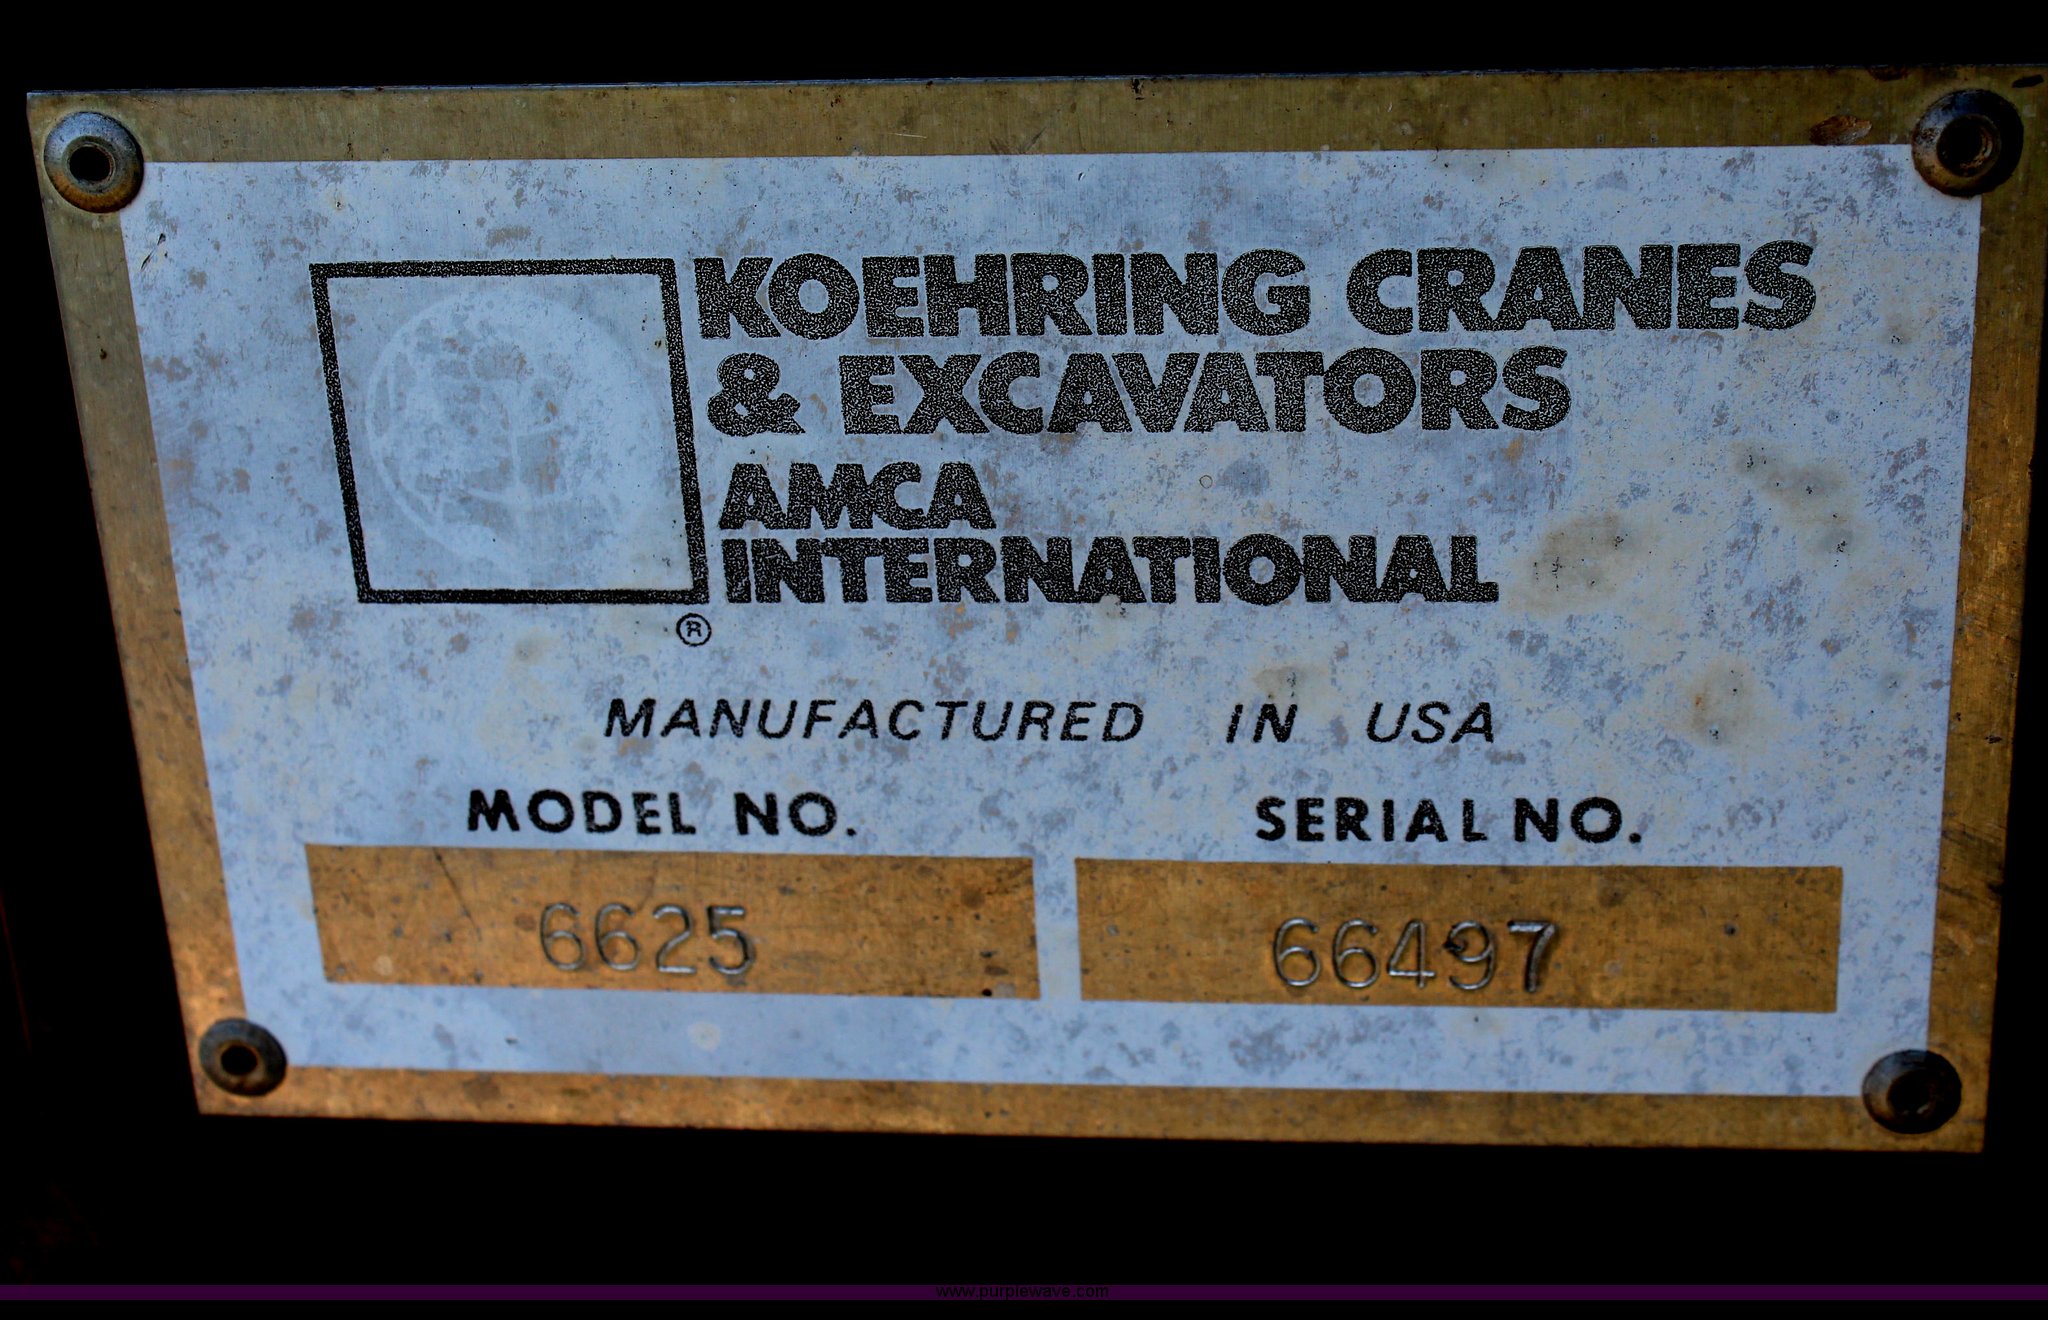 KOEHRING CRANES
& EXCAVATORS
AMCA
INTERNATIONAL
®
MANUFACTURED IN USA
MODEL NO. SERIAL NO.
6625 66497
www.purplewave.com